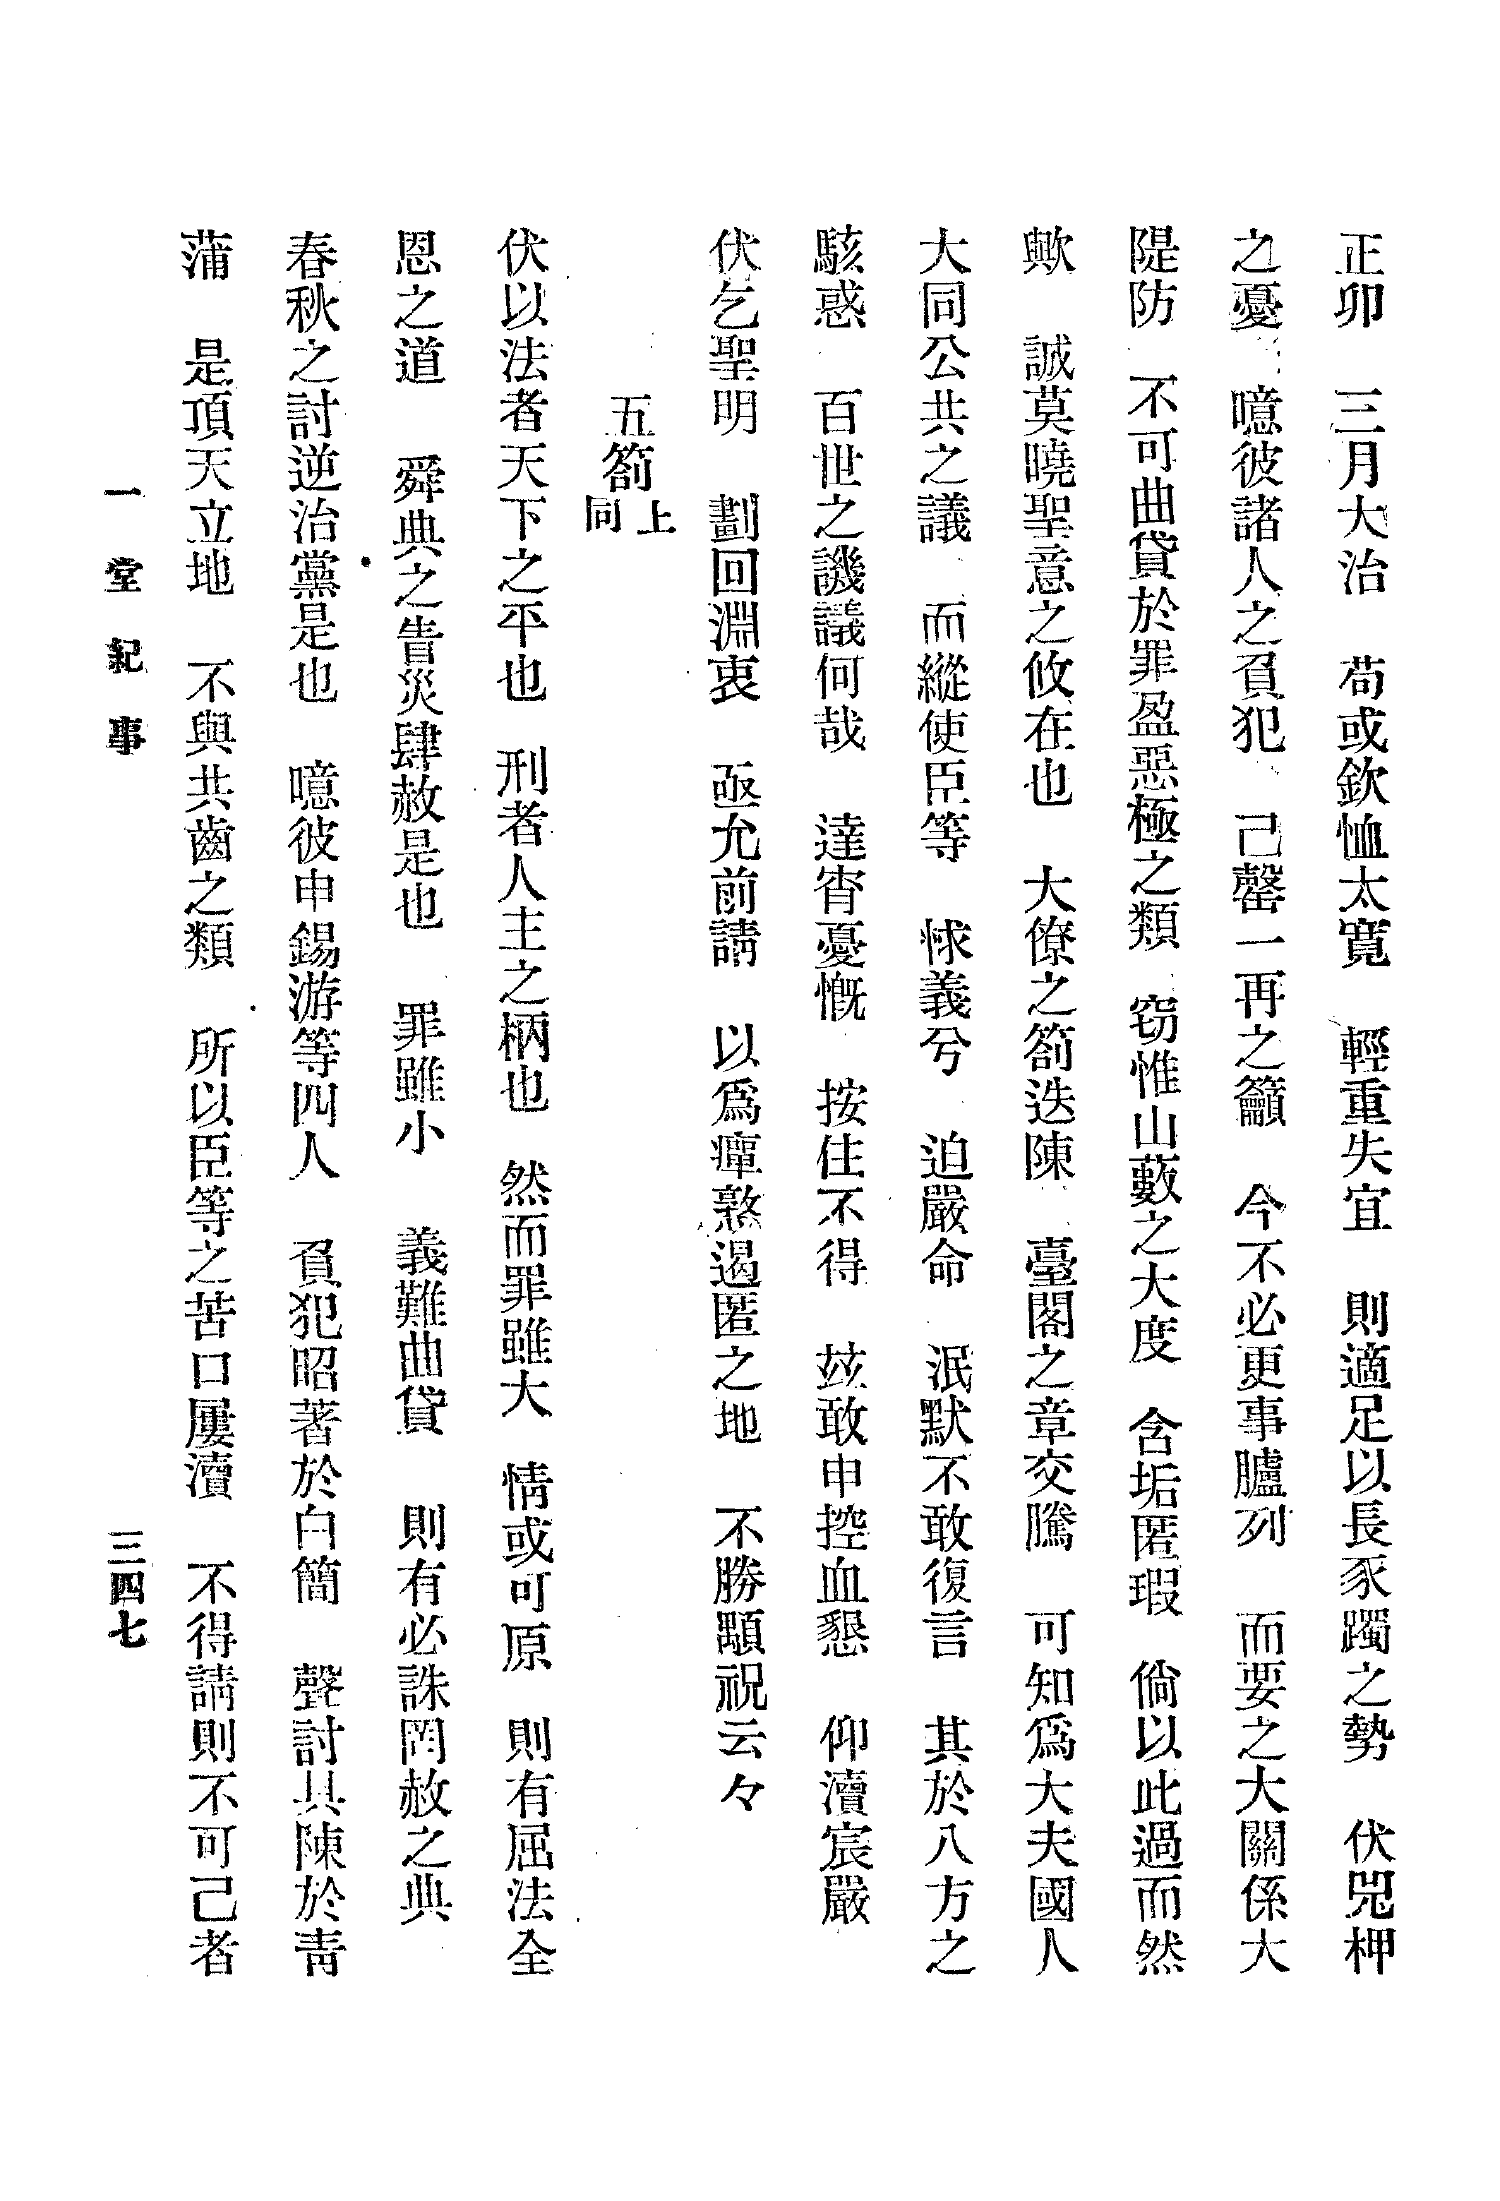 正卯　三月大治　苟或欽恤太寬　輕重失宜　則適足以長豕躅之勢　伏兕柙
之憂　噫彼諸人之負犯　己罄一再之籲　今不必更事臚列　而要之大關係大
隄防　不可曲貸於罪盈惡極之類　窃惟山藪之大度　含垢匿瑕　倘以此過而然
歟　誠莫曉聖意之攸在也　大僚之箚迭陳　臺閣之章交騰　可知爲大夫國人
大同公共之議　而縱使臣等　怵義兮　迫嚴命　泯默不敢復言　其於八方之
駭惑　百世之譏議何哉　達宵憂慨　按住不得　玆敢申控血懇　仰瀆宸嚴
伏乞聖明　劃回淵衷　亟允前請　以爲癉慝遏匿之地　不勝顒祝云々
五箚 上同
伏以法者天下之平也　刑者人主之柄也　然而罪雖大　情或可原　則有屈法全
恩之道　舜典之眚災肆赦是也　罪雖小　義難曲貸　則有必誅罔赦之典
春秋之討逆治黨是也　噫彼申錫游等四人　負犯昭著於白簡　聲討具陳於靑
蒲　是頂天立地　不與共齒之類　所以臣等之苦口屢瀆　不得請則不可己者
一堂紀事
三四七